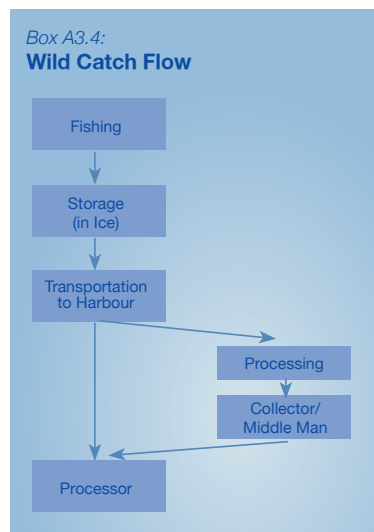 Box A3.4:
Wild Catch Flow
Fishing
Storage
(in Ice)
Transportation
to Harbour
Processing
Collector/
Middle Man
Processor